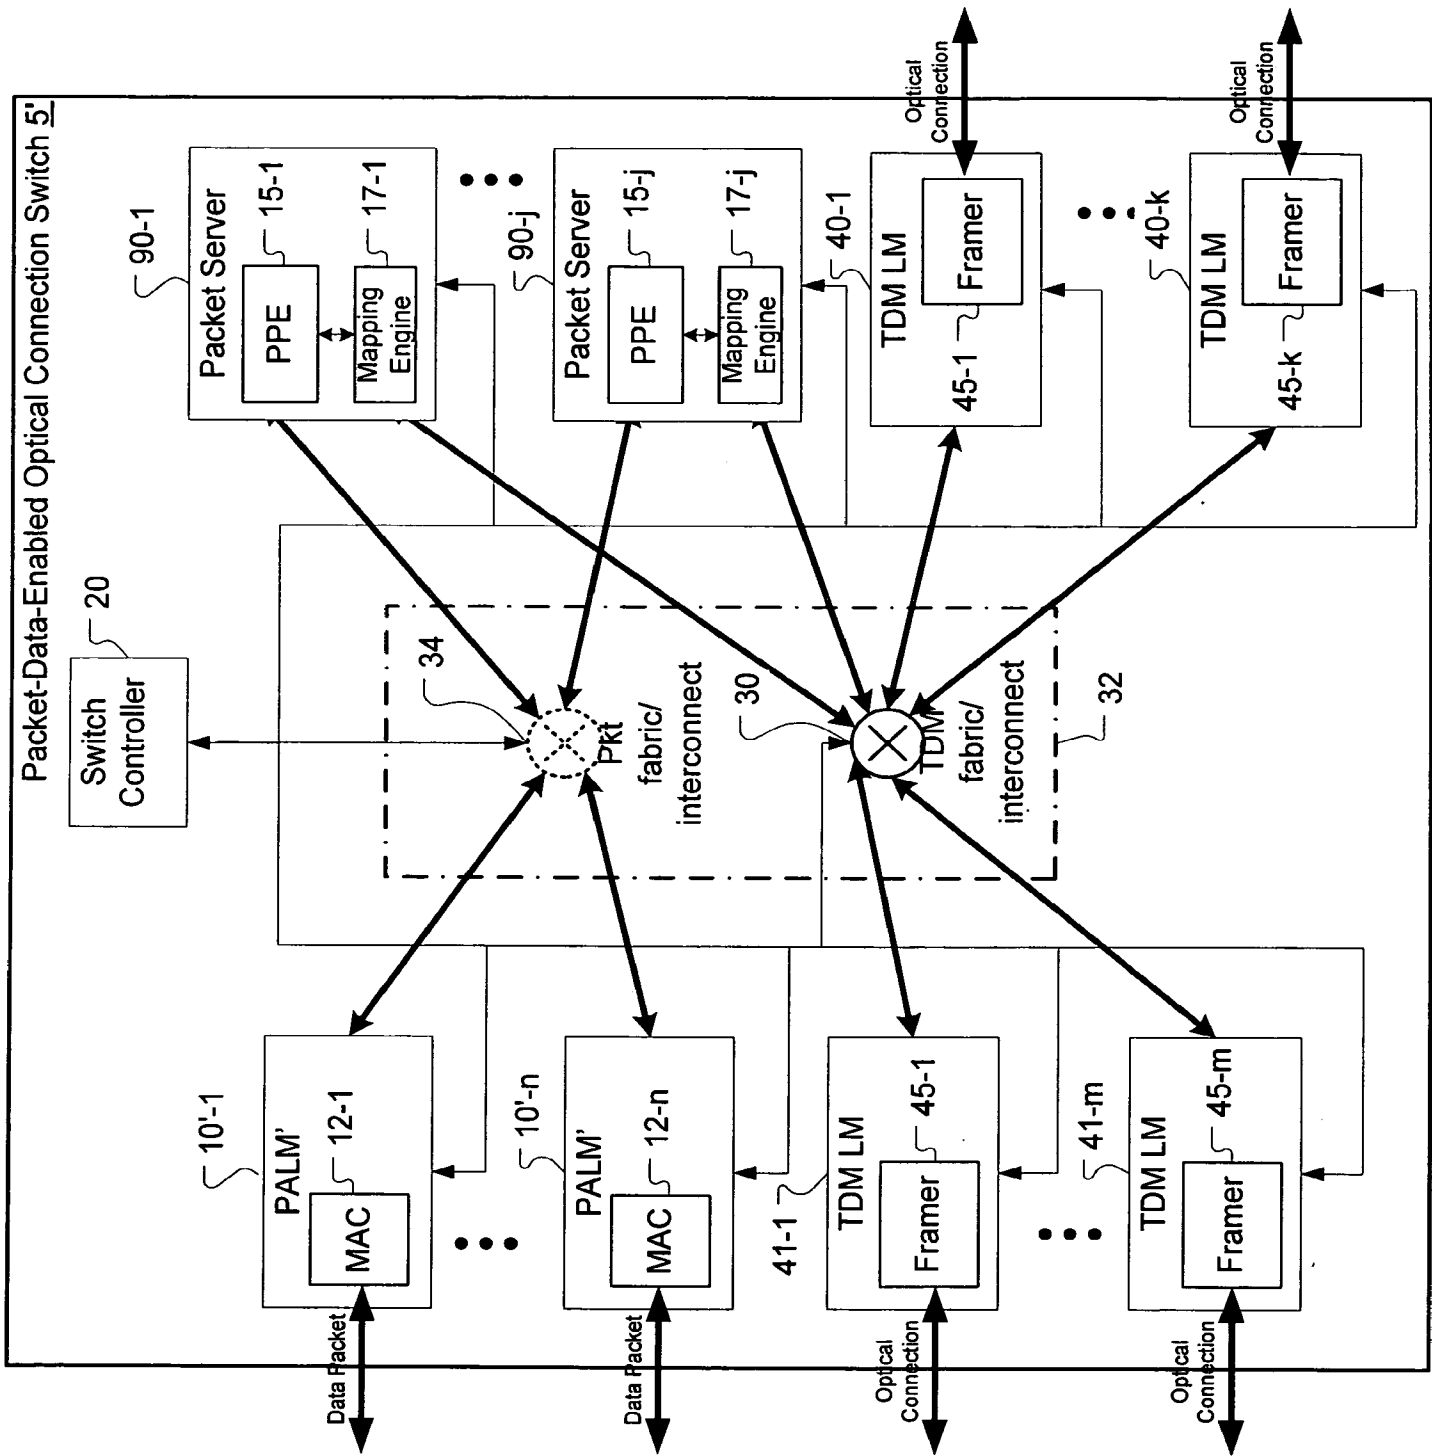 Packet-Data-Enabled Optical Connection Switch 5'
20
Switch
Controller
10'-1
PALM'
12-1
MAC
Data Packet
10'-n
PALM'
12-n
MAC
Data Packet
41-1
TDM LM
45-1
Framer
Optical
Connection
41-m
TDM LM
45-m
Framer
Optical
Connection
34
Pkt
fabric/
interconnect
30
TDM
fabric/
interconnect
32
90-1
Packet Server
PPE
15-1
Mapping
Engine
17-1
90-j
Packet Server
PPE
15-j
Mapping
Engine
17-j
40-1
TDM LM
45-1
Framer
Optical
Connection
40-k
TDM LM
45-k
Framer
Optical
Connection